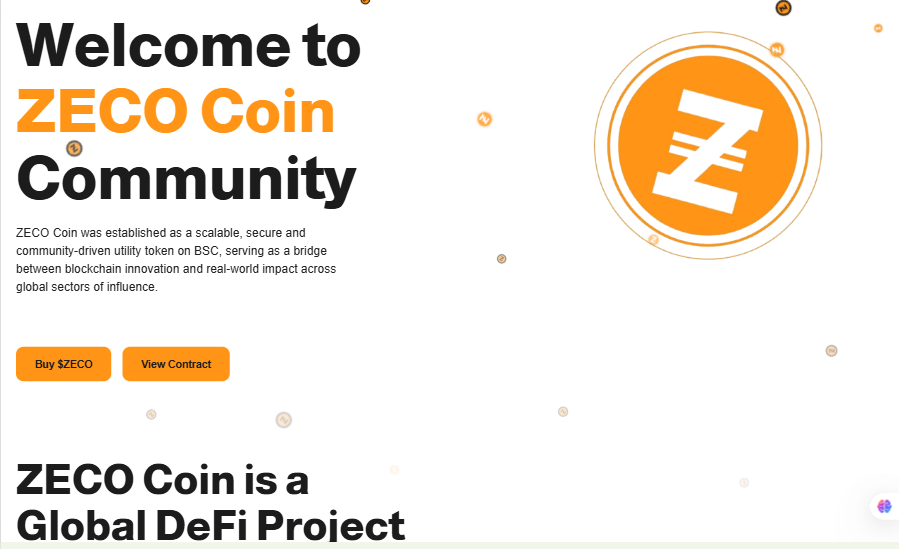 Welcome to
ZECO Coin
Community
ZECO Coin was established as a scalable, secure and
community-driven utility token on BSC, serving as a bridge
between blockchain innovation and real-world impact across
global sectors of influence.
Buy $ZECO
View Contract
ZECO Coin is a
Global DeFi Project